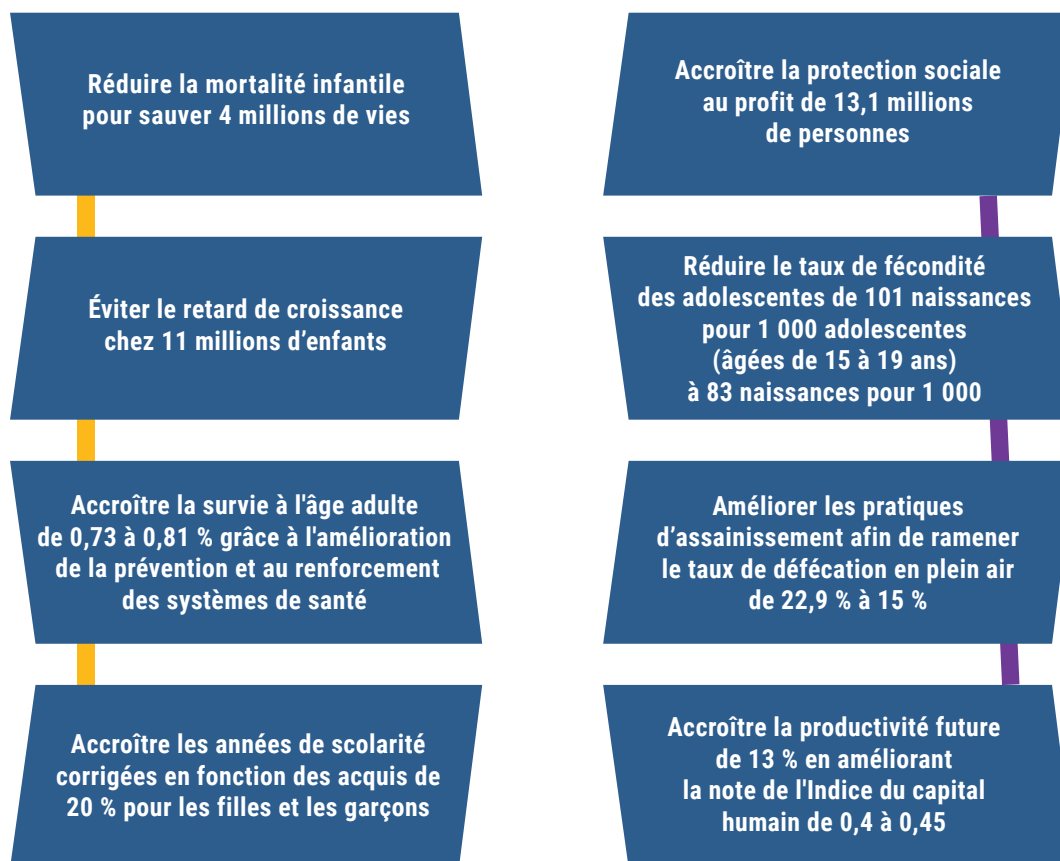 Réduire la mortalité infantile
pour sauver 4 millions de vies
Éviter le retard de croissance
chez 11 millions d’enfants
Accroître la survie à l'âge adulte
de 0,73 à 0,81 % grâce à l'amélioration
de la prévention et au renforcement
des systèmes de santé
Accroître les années de scolarité
corrigées en fonction des acquis de
20 % pour les filles et les garçons
Accroître la protection sociale
au profit de 13,1 millions
de personnes
Réduire le taux de fécondité
des adolescentes de 101 naissances
pour 1 000 adolescentes
(âgées de 15 à 19 ans)
à 83 naissances pour 1 000
Améliorer les pratiques
d’assainissement afin de ramener
le taux de défécation en plein air
de 22,9 % à 15 %
Accroître la productivité future
de 13 % en améliorant
la note de l'Indice du capital
humain de 0,4 à 0,45